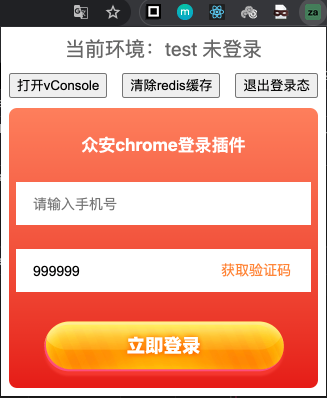 za
当前环境：test 未登录
打开vConsole 清除redis缓存 退出登录态
众安chrome登录插件
请输入手机号
999999 获取验证码
立即登录